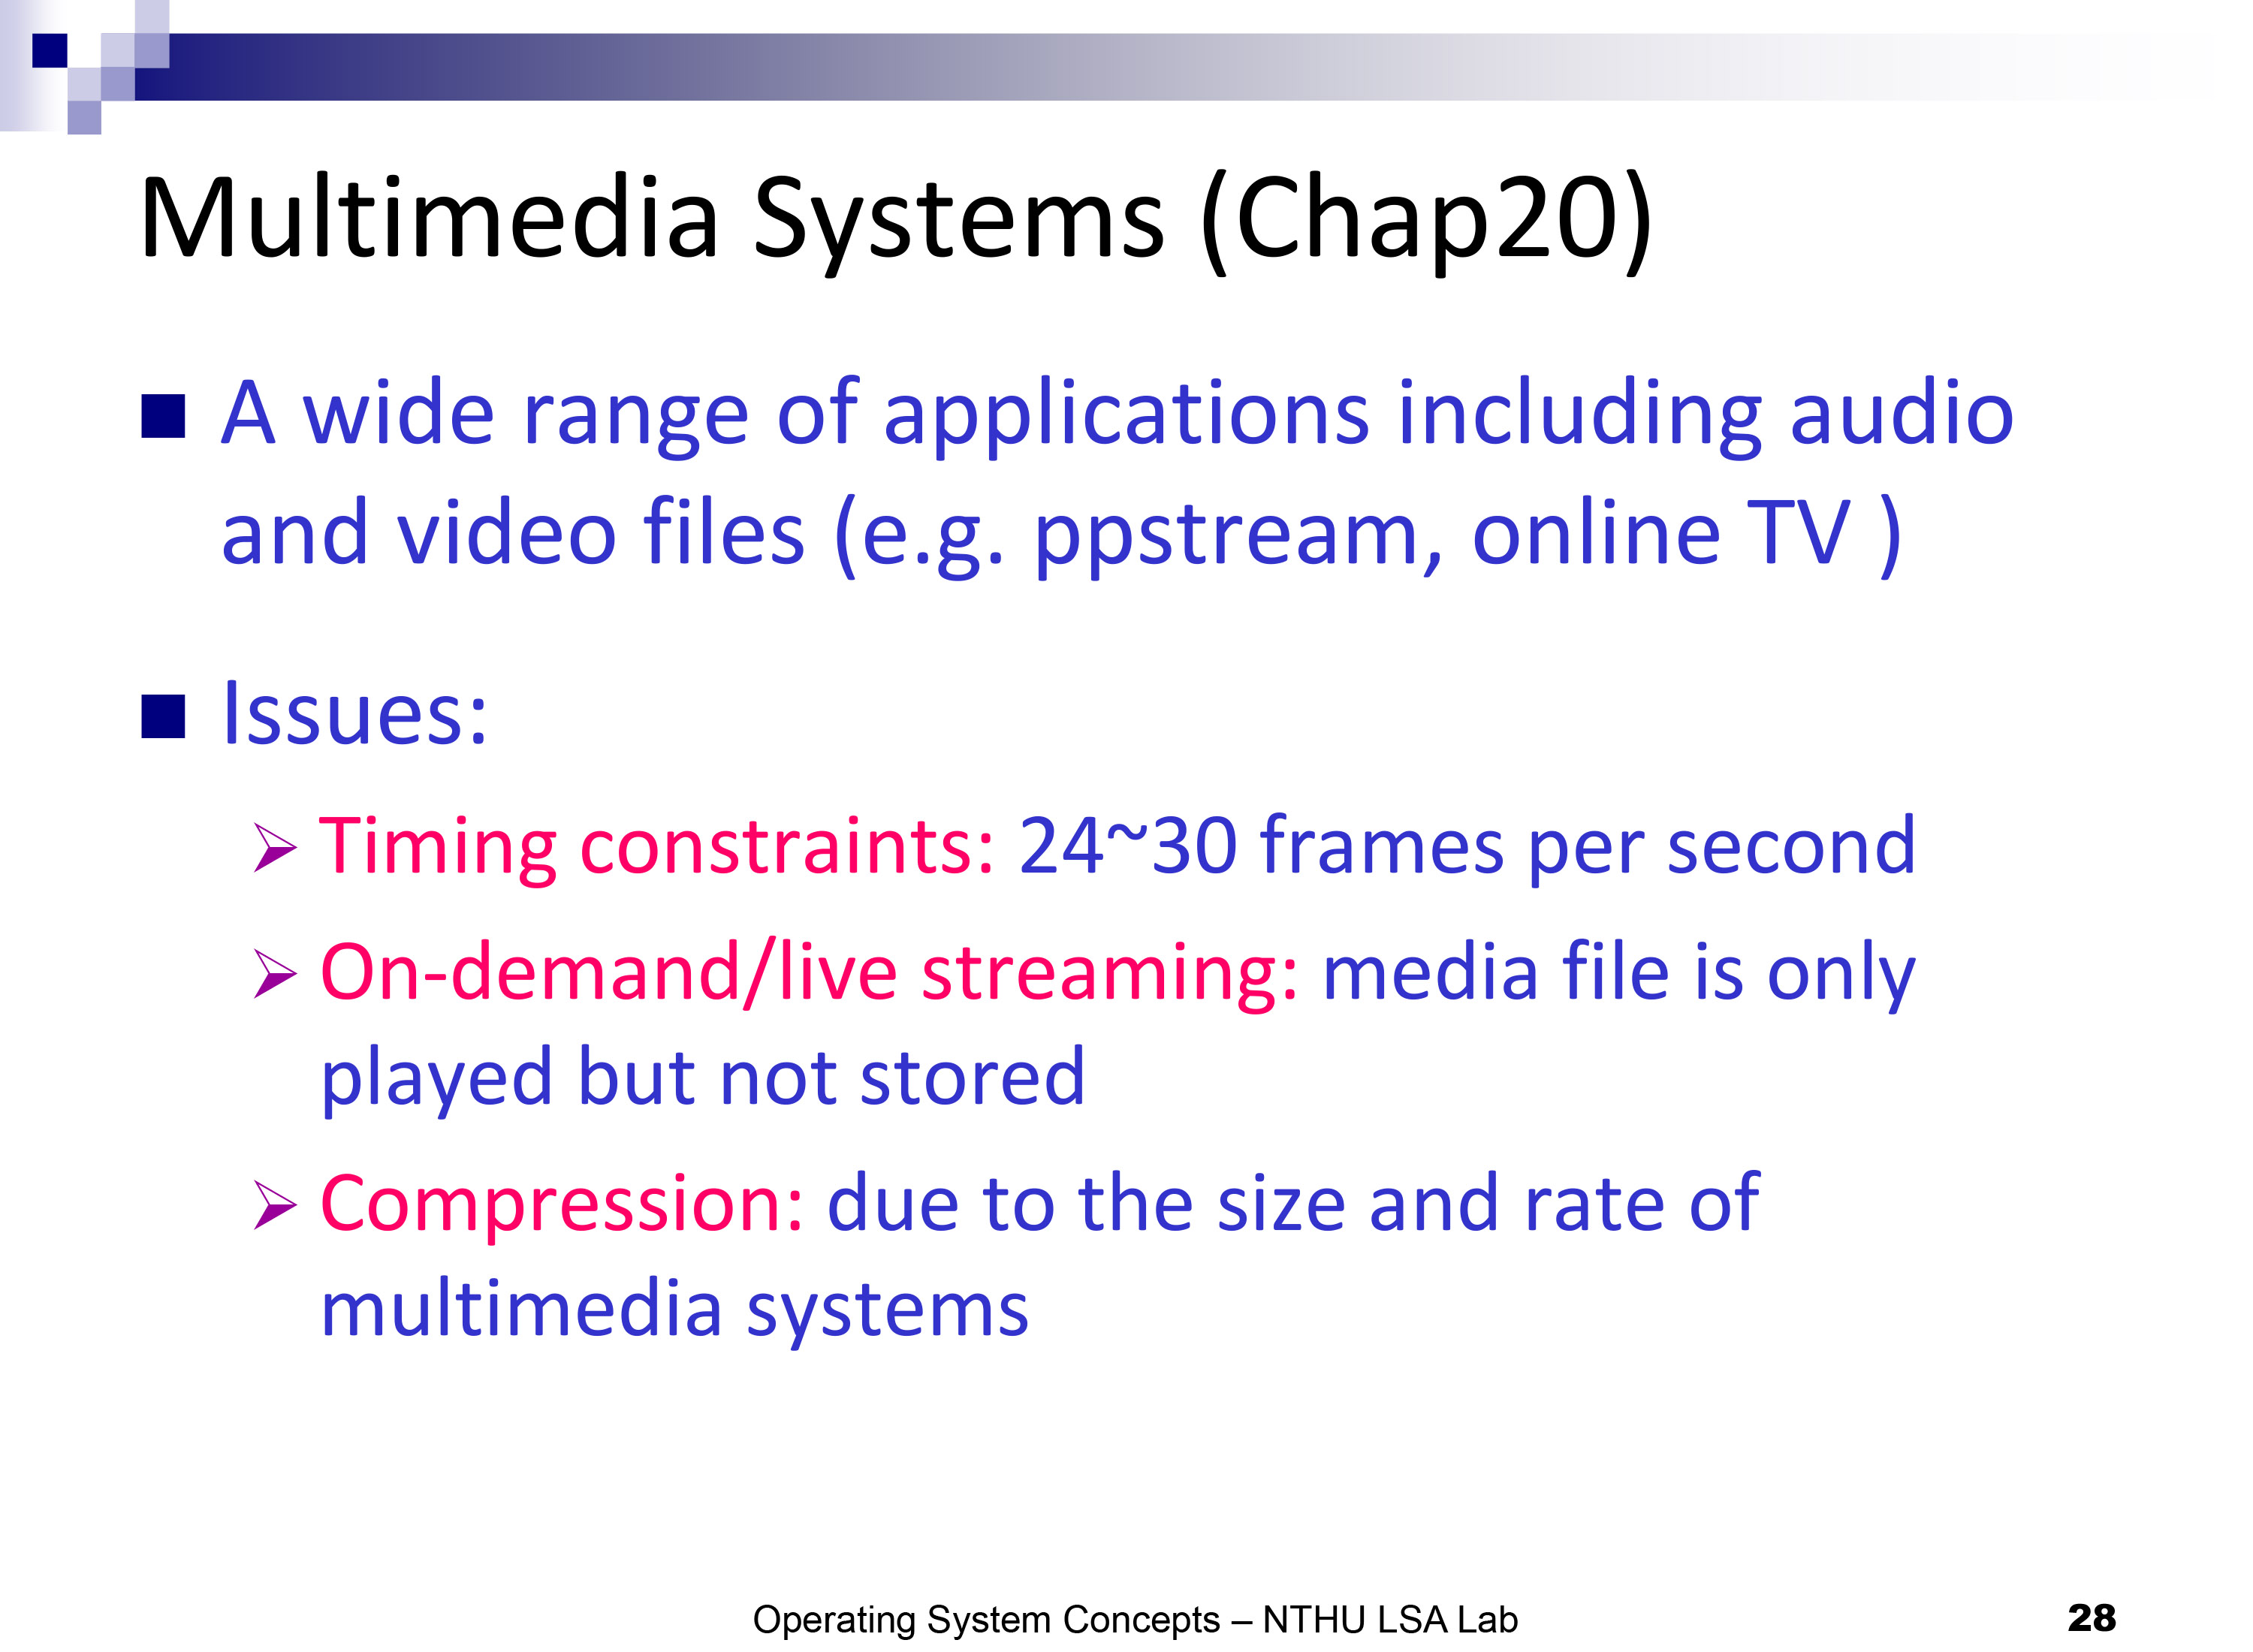 Multimedia Systems (Chap20)
A wide range of applications including audio
and video files (e.g. ppstream, online TV )
Issues:
Timing constraints: 24~30 frames per second
On-demand/live streaming: media file is only
played but not stored
Compression: due to the size and rate of
multimedia systems
Operating System Concepts – NTHU LSA Lab
28